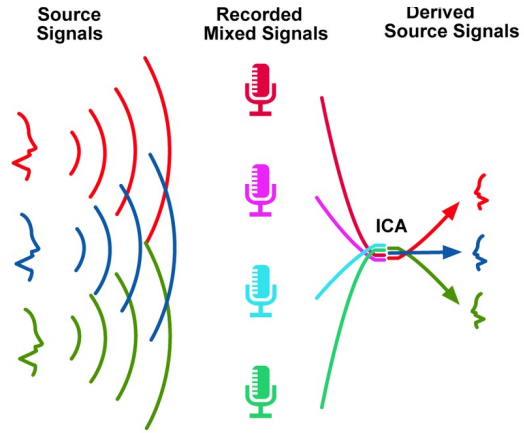 Source
Signals
Recorded
Mixed Signals
Derived
Source Signals
ICA